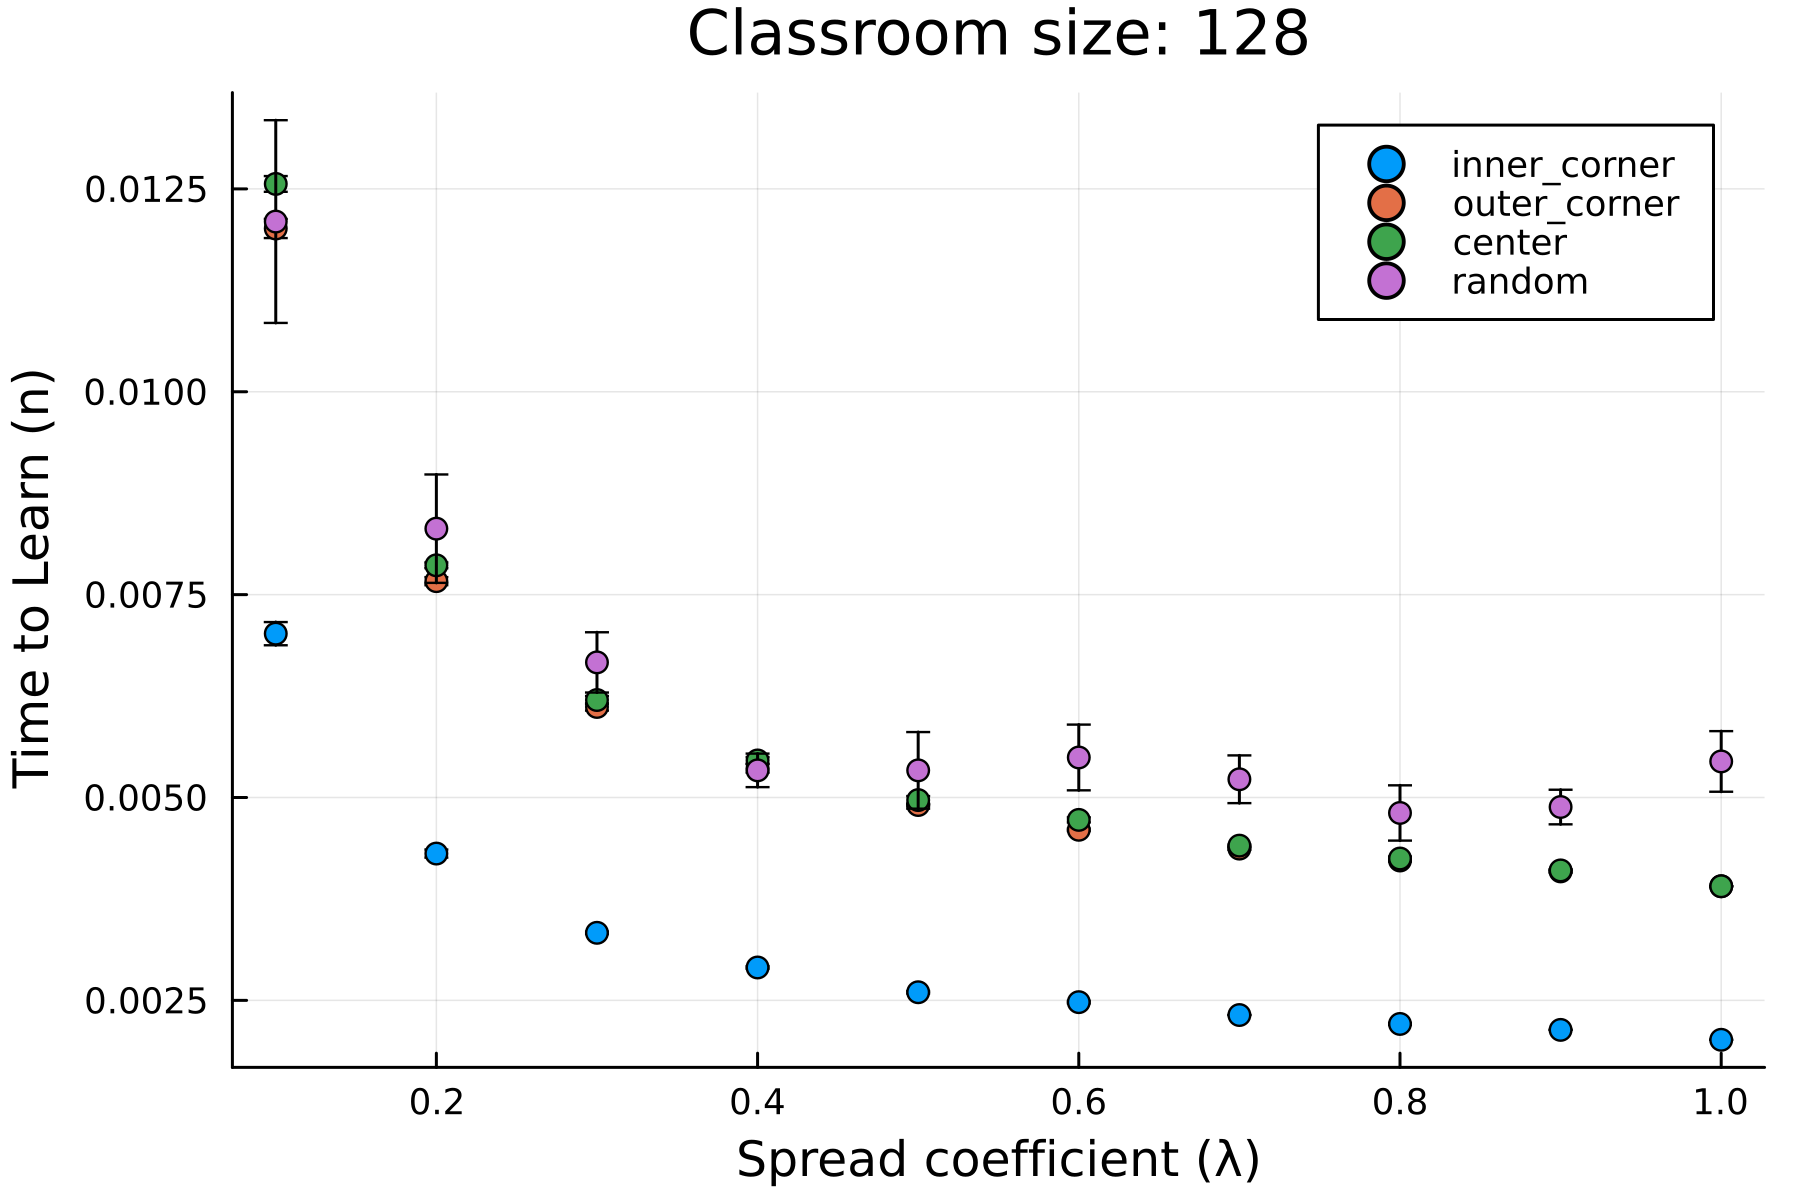 Classroom size: 128
inner_corner
outer_corner
center
random
Time to Learn (n)
0.0125
0.0100
0.0075
0.0050
0.0025
0.2 0.4 0.6 0.8 1.0
Spread coefficient (λ)